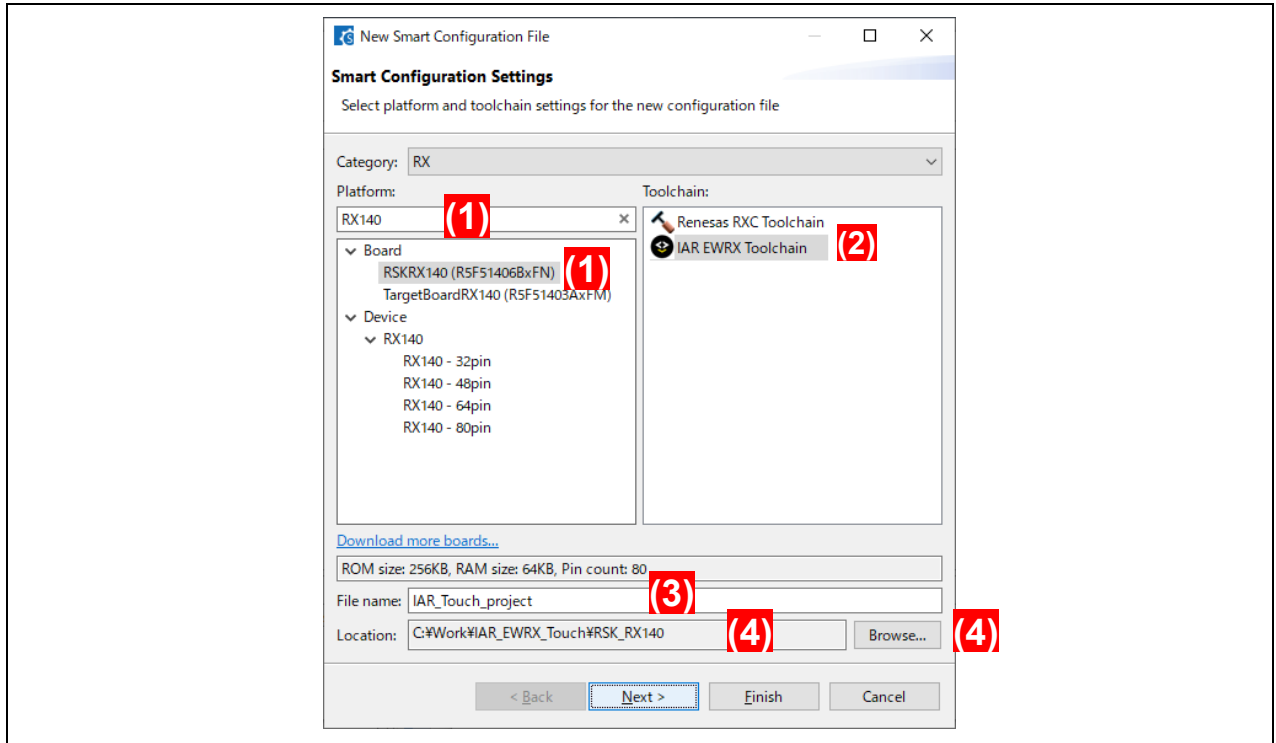 New Smart Configuration File
Smart Configuration Settings
Select platform and toolchain settings for the new configuration file
Category: RX
Platform:
Toolchain:
RX140
(1)
Board
RSKRX140 (R5F51406BxFN)
(1)
TargetBoardRX140 (R5F51403AxFM)
Device
RX140
RX140 - 32pin
RX140 - 48pin
RX140 - 64pin
RX140 - 80pin
Renesas RXC Toolchain
IAR EWRX Toolchain
(2)
Download more boards...
ROM size: 256KB, RAM size: 64KB, Pin count: 80
File name: IAR_Touch_project
(3)
Location: C:¥Work¥IAR_EWRX_Touch¥RSK_RX140
(4)
Browse...
(4)
< Back
Next >
Finish
Cancel